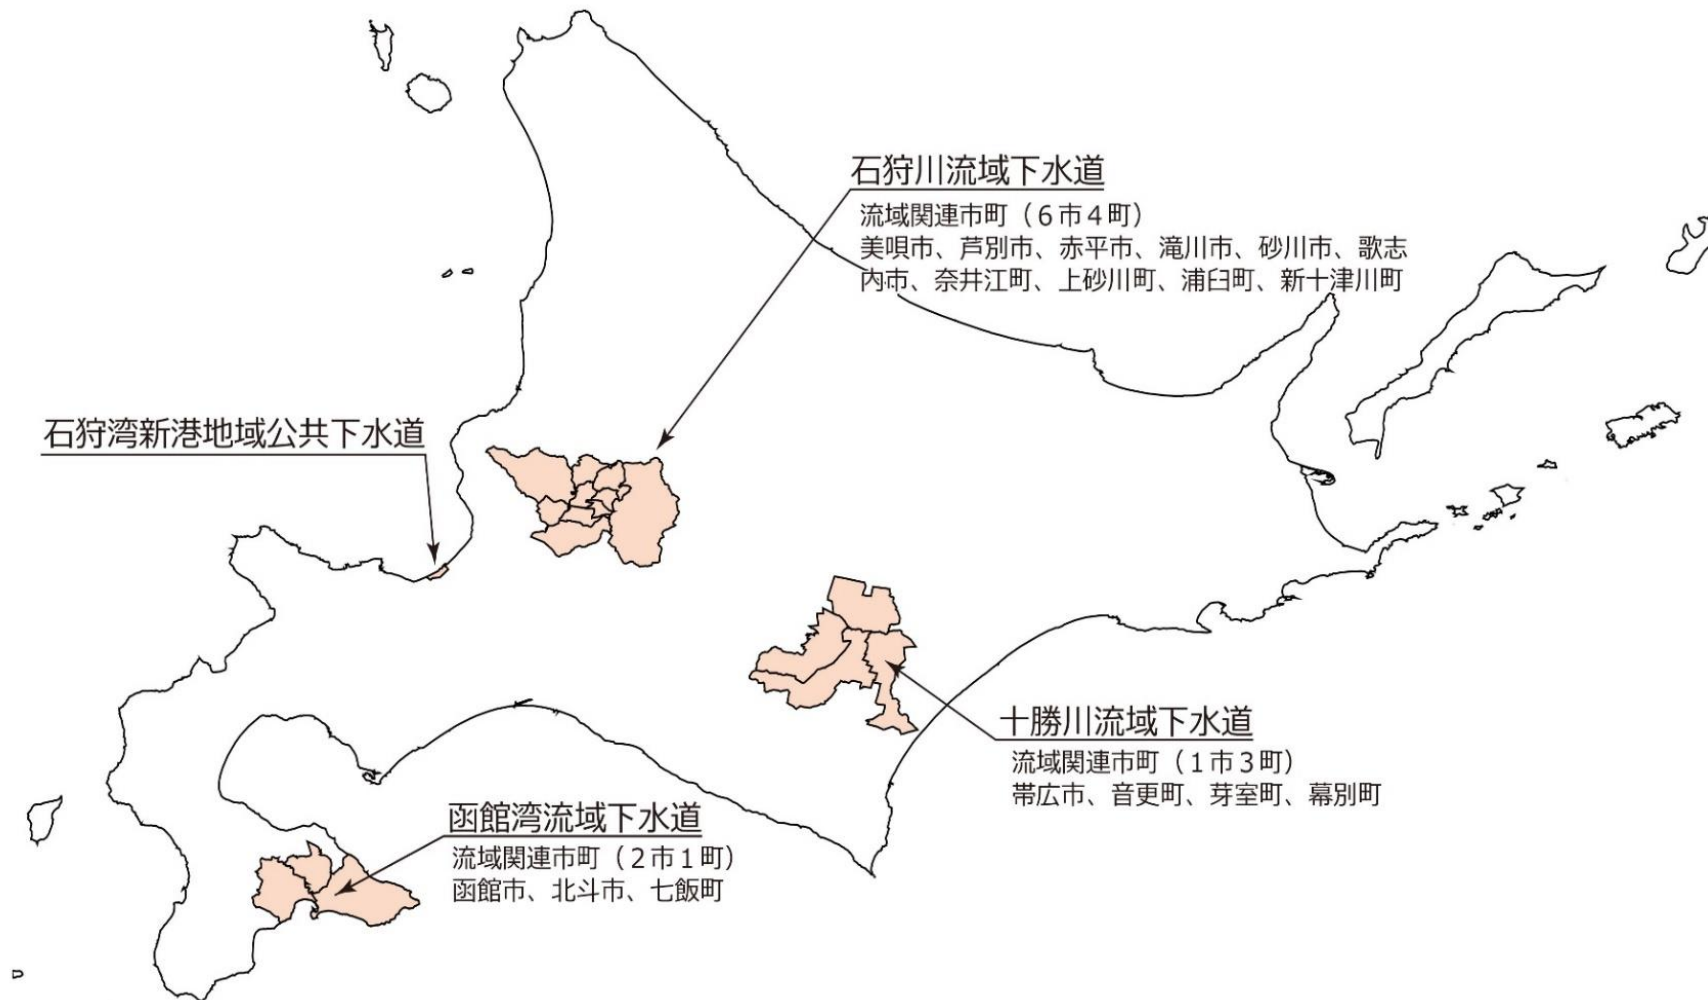 石狩川流域下水道
流域関連市町（６市４町）
美唄市、芦別市、赤平市、滝川市、砂川市、歌志
内市、奈井江町、上砂川町、浦臼町、新十津川町
石狩湾新港地域公共下水道
十勝川流域下水道
流域関連市町（１市３町）
帯広市、音更町、芽室町、幕別町
函館湾流域下水道
流域関連市町（２市１町）
函館市、北斗市、七飯町